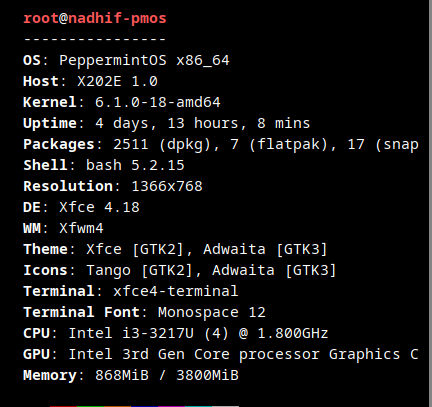 root@nadhif-pmos
----------------
OS: PeppermintOS x86_64
Host: X202E 1.0
Kernel: 6.1.0-18-amd64
Uptime: 4 days, 13 hours, 8 mins
Packages: 2511 (dpkg), 7 (flatpak), 17 (snap
Shell: bash 5.2.15
Resolution: 1366x768
DE: Xfce 4.18
WM: Xfwm4
Theme: Xfce [GTK2], Adwaita [GTK3]
Icons: Tango [GTK2], Adwaita [GTK3]
Terminal: xfce4-terminal
Terminal Font: Monospace 12
CPU: Intel i3-3217U (4) @ 1.800GHz
GPU: Intel 3rd Gen Core processor Graphics C
Memory: 868MiB / 3800MiB